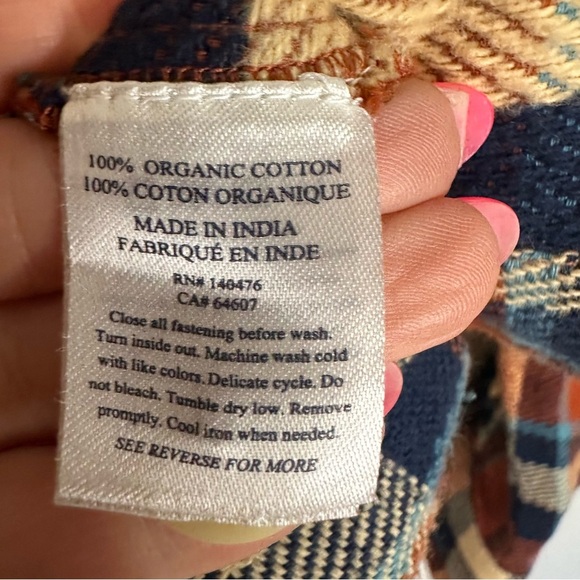 100% ORGANIC COTTON
100% COTON ORGANIQUE
MADE IN INDIA
FABRIQUÉ EN INDE
RN# 140476
CA# 64607
Close all fastening before wash.
Turn inside out. Machine wash cold
with like colors. Delicate cycle. Do
not bleach. Tumble dry low. Remove
promptly. Cool iron when needed.
SEE REVERSE FOR MORE